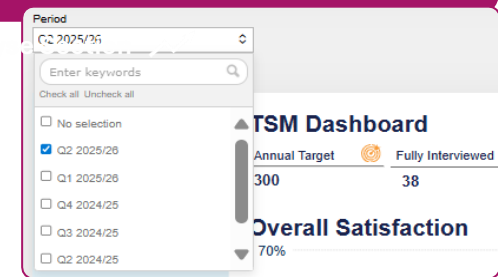 Period
Q2 2025/26
Enter keywords
Check all Uncheck all
No selection
Q2 2025/26
Q1 2025/26
Q4 2024/25
Q3 2024/25
Q2 2024/25
TSM Dashboard
Annual Target Fully Interviewed
300 38
Overall Satisfaction
70%